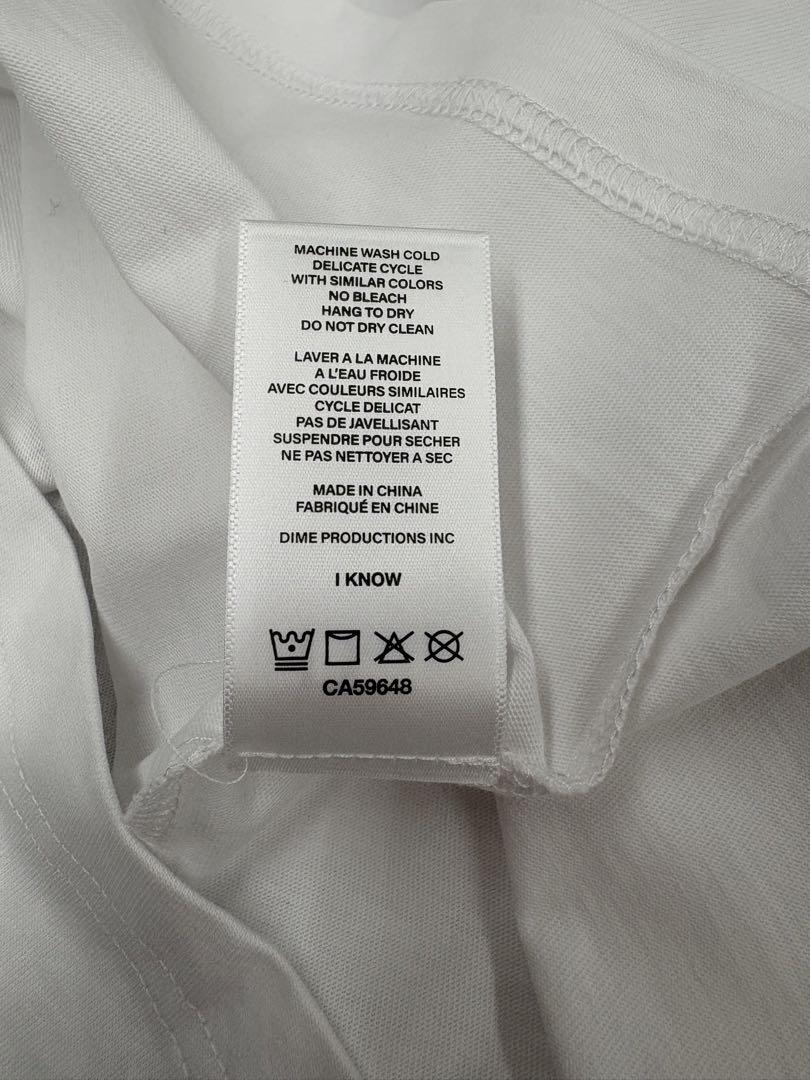 MACHINE WASH COLD
DELICATE CYCLE
WITH SIMILAR COLORS
NO BLEACH
HANG TO DRY
DO NOT DRY CLEAN
LAVER A LA MACHINE
A L'EAU FROIDE
AVEC COULEURS SIMILAIRES
CYCLE DELICAT
PAS DE JAVELLISANT
SUSPENDRE POUR SECHER
NE PAS NETTOYER A SEC
MADE IN CHINA
FABRIQUÉ EN CHINE
DIME PRODUCTIONS INC
I KNOW
CA59648